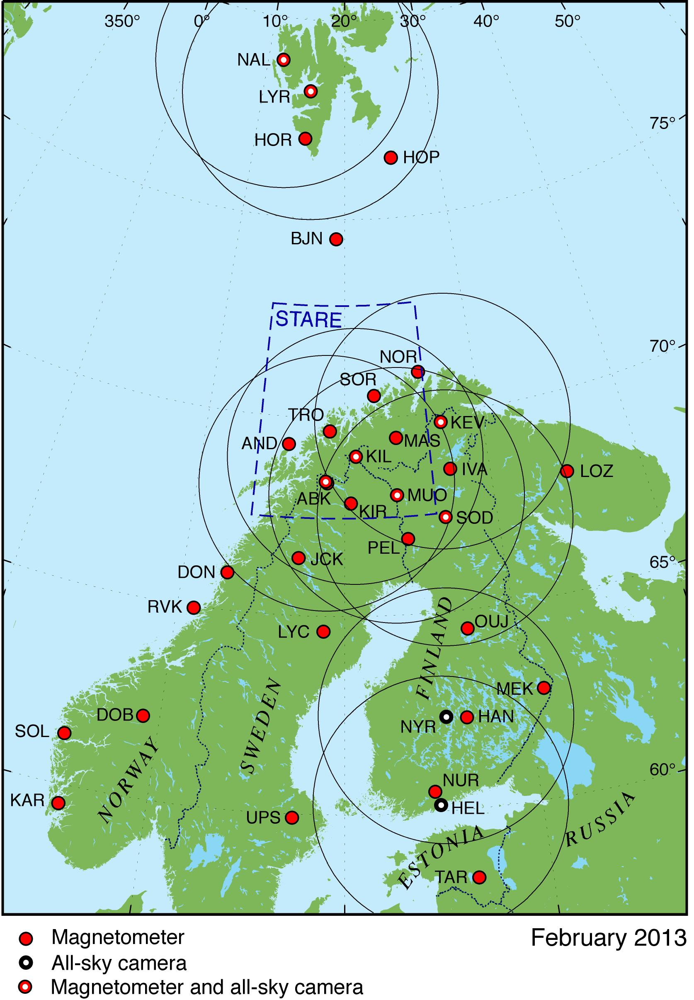 350° 0° 10° 20° 30° 40° 50°
NAL
LYR
75°
HOR
HOP
BJN
STARE
70°
NOR
SOR
TRO
KEV
AND
MAS
KIL
IVA
LOZ
ABK
MUO
KIR
SOD
PEL
JCK
65°
DON
RVK
OUJ
LYC
FINLAND
MEK
SWEDEN
DOB
HAN
NYR
SOL
NORWAY
60°
NUR
KAR
HEL
UPS
RUSSIA
ESTONIA
TAR
Magnetometer
February 2013
All-sky camera
Magnetometer and all-sky camera